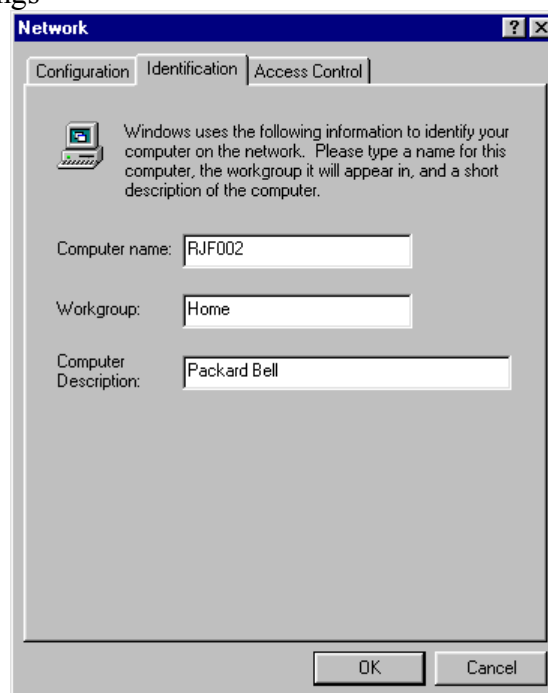 ngs
Network
Configuration Identification Access Control
Windows uses the following information to identify your
computer on the network. Please type a name for this
computer, the workgroup it will appear in, and a short
description of the computer.
Computer name: RJF002
Workgroup: Home
Computer
Description: Packard Bell
OK Cancel